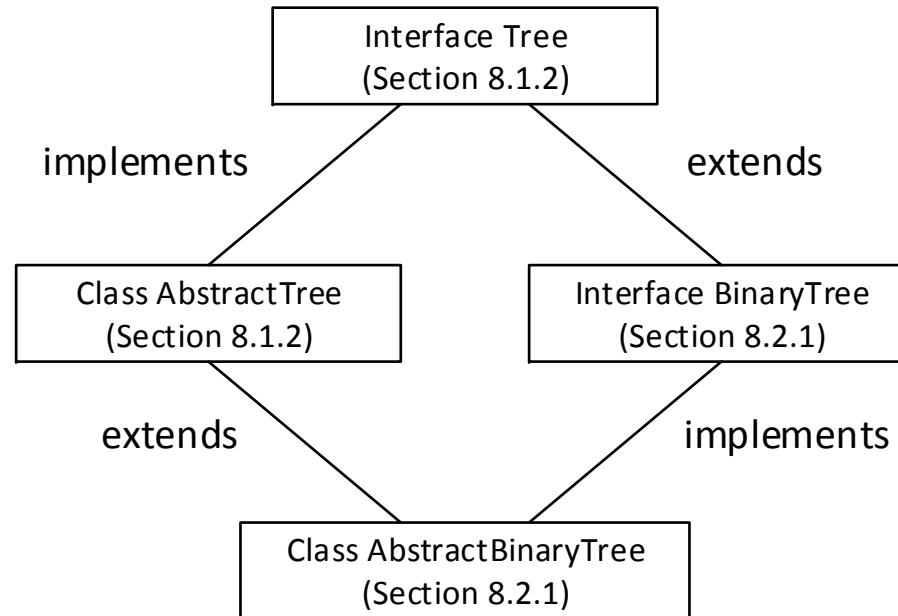 Interface Tree
(Section 8.1.2)
implements
extends
Class AbstractTree
(Section 8.1.2)
Interface BinaryTree
(Section 8.2.1)
extends
implements
Class AbstractBinaryTree
(Section 8.2.1)